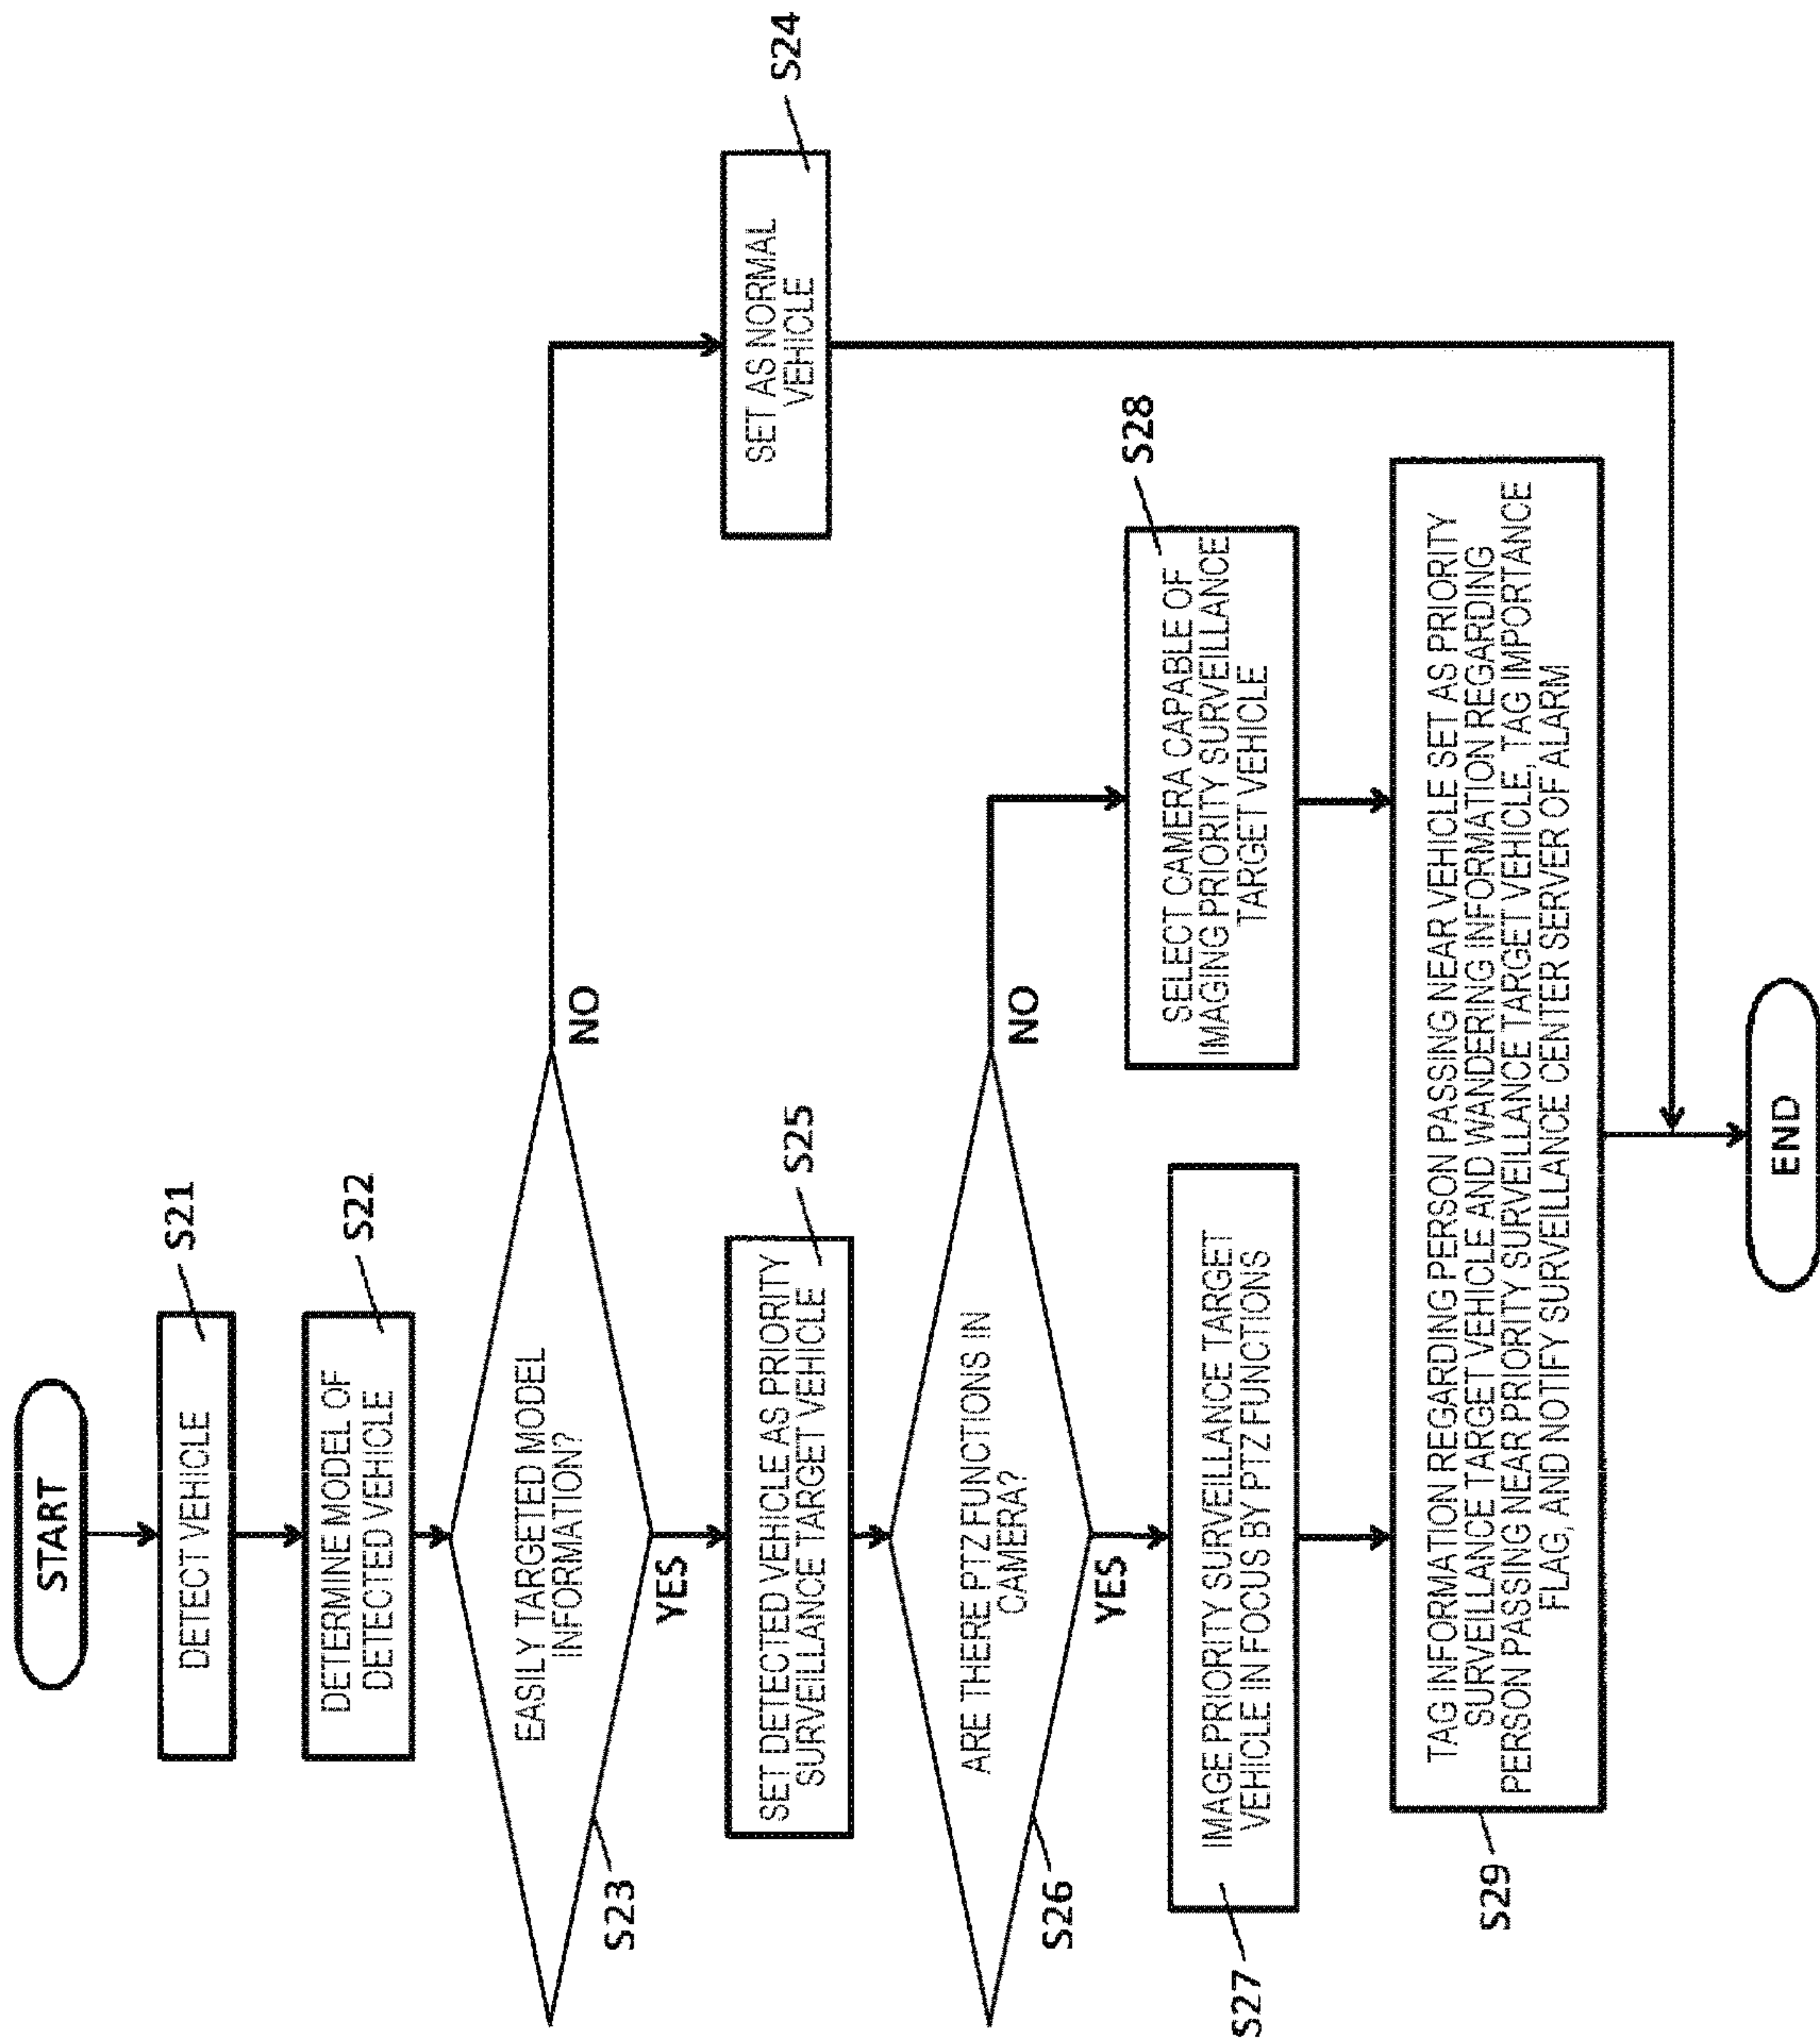 START
S21
DETECT VEHICLE
S22
DETERMINE MODEL OF
DETECTED VEHICLE
EASILY TARGETED MODEL
INFORMATION?
S23
NO
YES
S24
SET AS NORMAL
VEHICLE
S25
SET DETECTED VEHICLE AS PRIORITY
SURVEILLANCE TARGET VEHICLE
ARE THERE PTZ FUNCTIONS IN
CAMERA?
S26
NO
YES
S27
IMAGE PRIORITY SURVEILLANCE TARGET
VEHICLE IN FOCUS BY PTZ FUNCTIONS
S28
SELECT CAMERA CAPABLE OF
IMAGING PRIORITY SURVEILLANCE
TARGET VEHICLE
S29
TAG INFORMATION REGARDING PERSON PASSING NEAR VEHICLE SET AS PRIORITY
SURVEILLANCE TARGET VEHICLE AND WANDERING INFORMATION REGARDING
PERSON PASSING NEAR PRIORITY SURVEILLANCE TARGET VEHICLE, TAG IMPORTANCE
FLAG, AND NOTIFY SURVEILLANCE CENTER SERVER OF ALARM
END